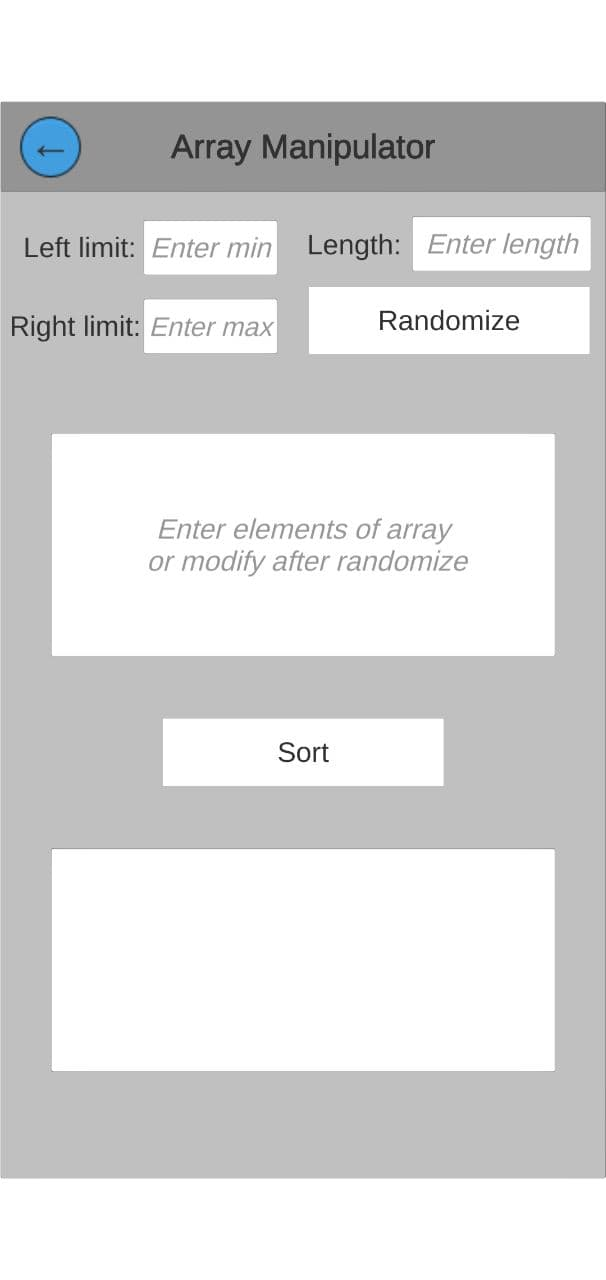 ← Array Manipulator
Left limit: Enter min
Length: Enter length
Right limit: Enter max
Randomize
Enter elements of array
or modify after randomize
Sort